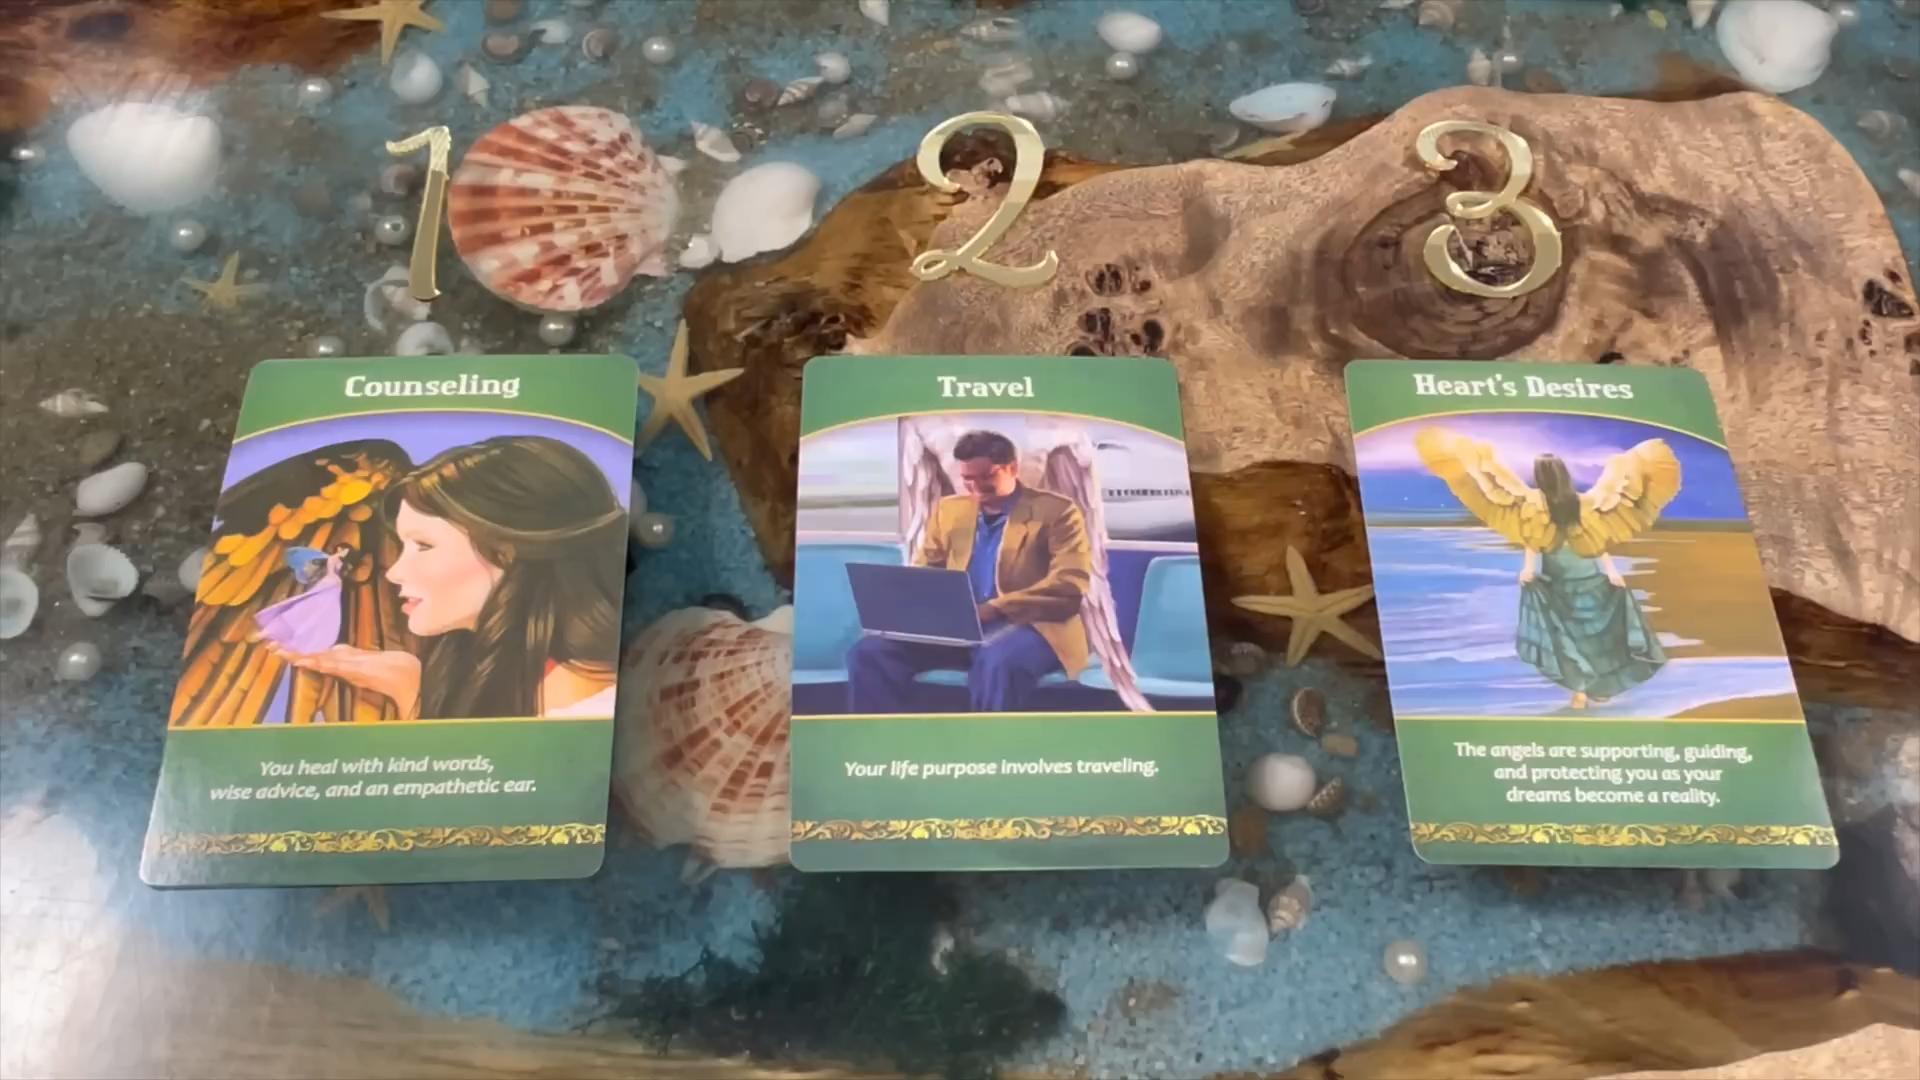 1
2
3
Counseling
You heal with kind words,
wise advice, and an empathetic ear.
Travel
Your life purpose involves traveling.
Heart's Desires
The angels are supporting, guiding,
and protecting you as your
dreams become a reality.